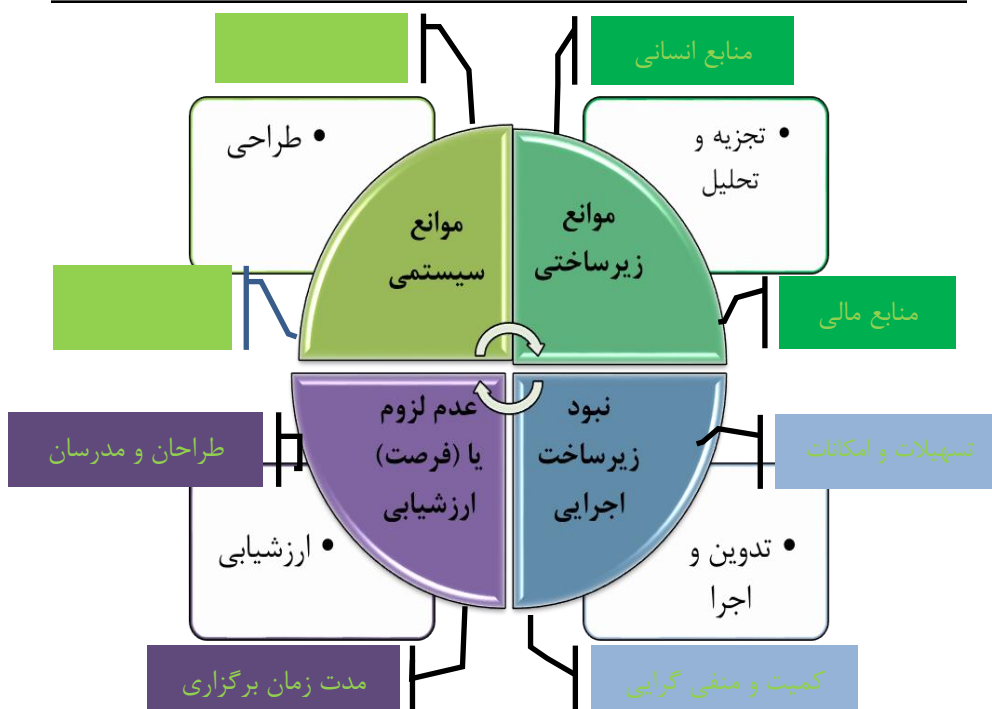 منابع انسانی
• تجزیه و
تحلیل
• طراحی
موانع
زیرساختی
موانع
سیستمی
منابع مالی
نبود
زیرساخت
اجرایی
عدم لزوم
یا (فرصت)
ارزشیابی
تسهیلات و امکانات
طراحان و مدرسان
• تدوین و
اجرا
• ارزشیابی
کمیت و منفی گرایی
مدت زمان برگزاری